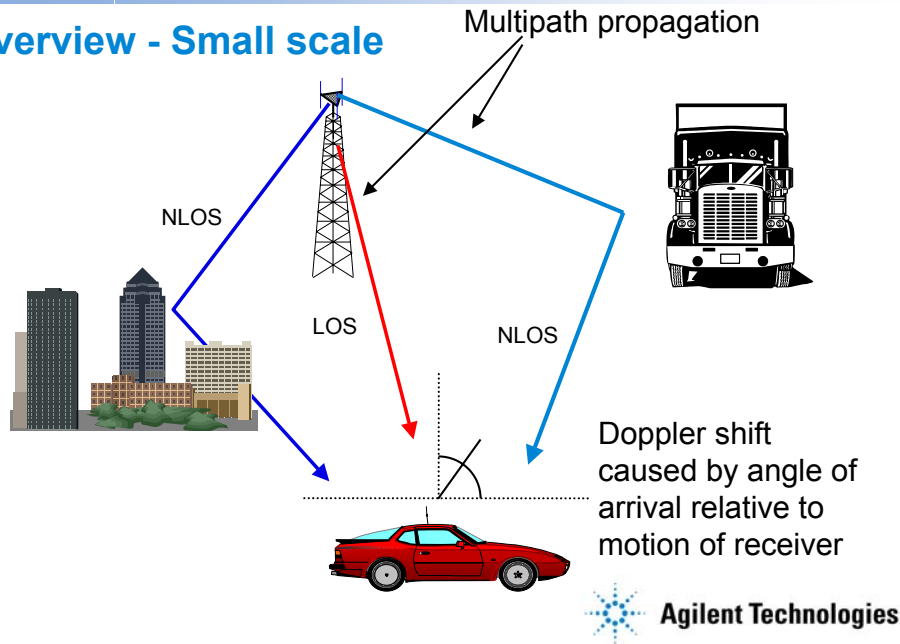 verview - Small scale
Multipath propagation
NLOS
LOS
NLOS
Doppler shift
caused by angle of
arrival relative to
motion of receiver
Agilent Technologies